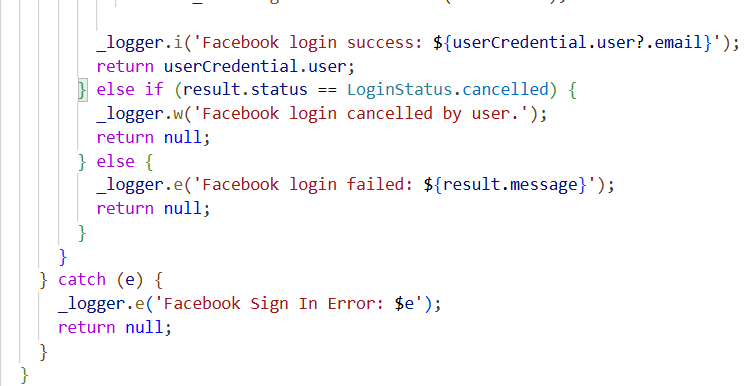 _logger.i('Facebook login success: ${userCredential.user?.email}');
return userCredential.user;
} else if (result.status == LoginStatus.cancelled) {
_logger.w('Facebook login cancelled by user.');
return null;
} else {
_logger.e('Facebook login failed: ${result.message}');
return null;
}
}
} catch (e) {
_logger.e('Facebook Sign In Error: $e');
return null;
}
}